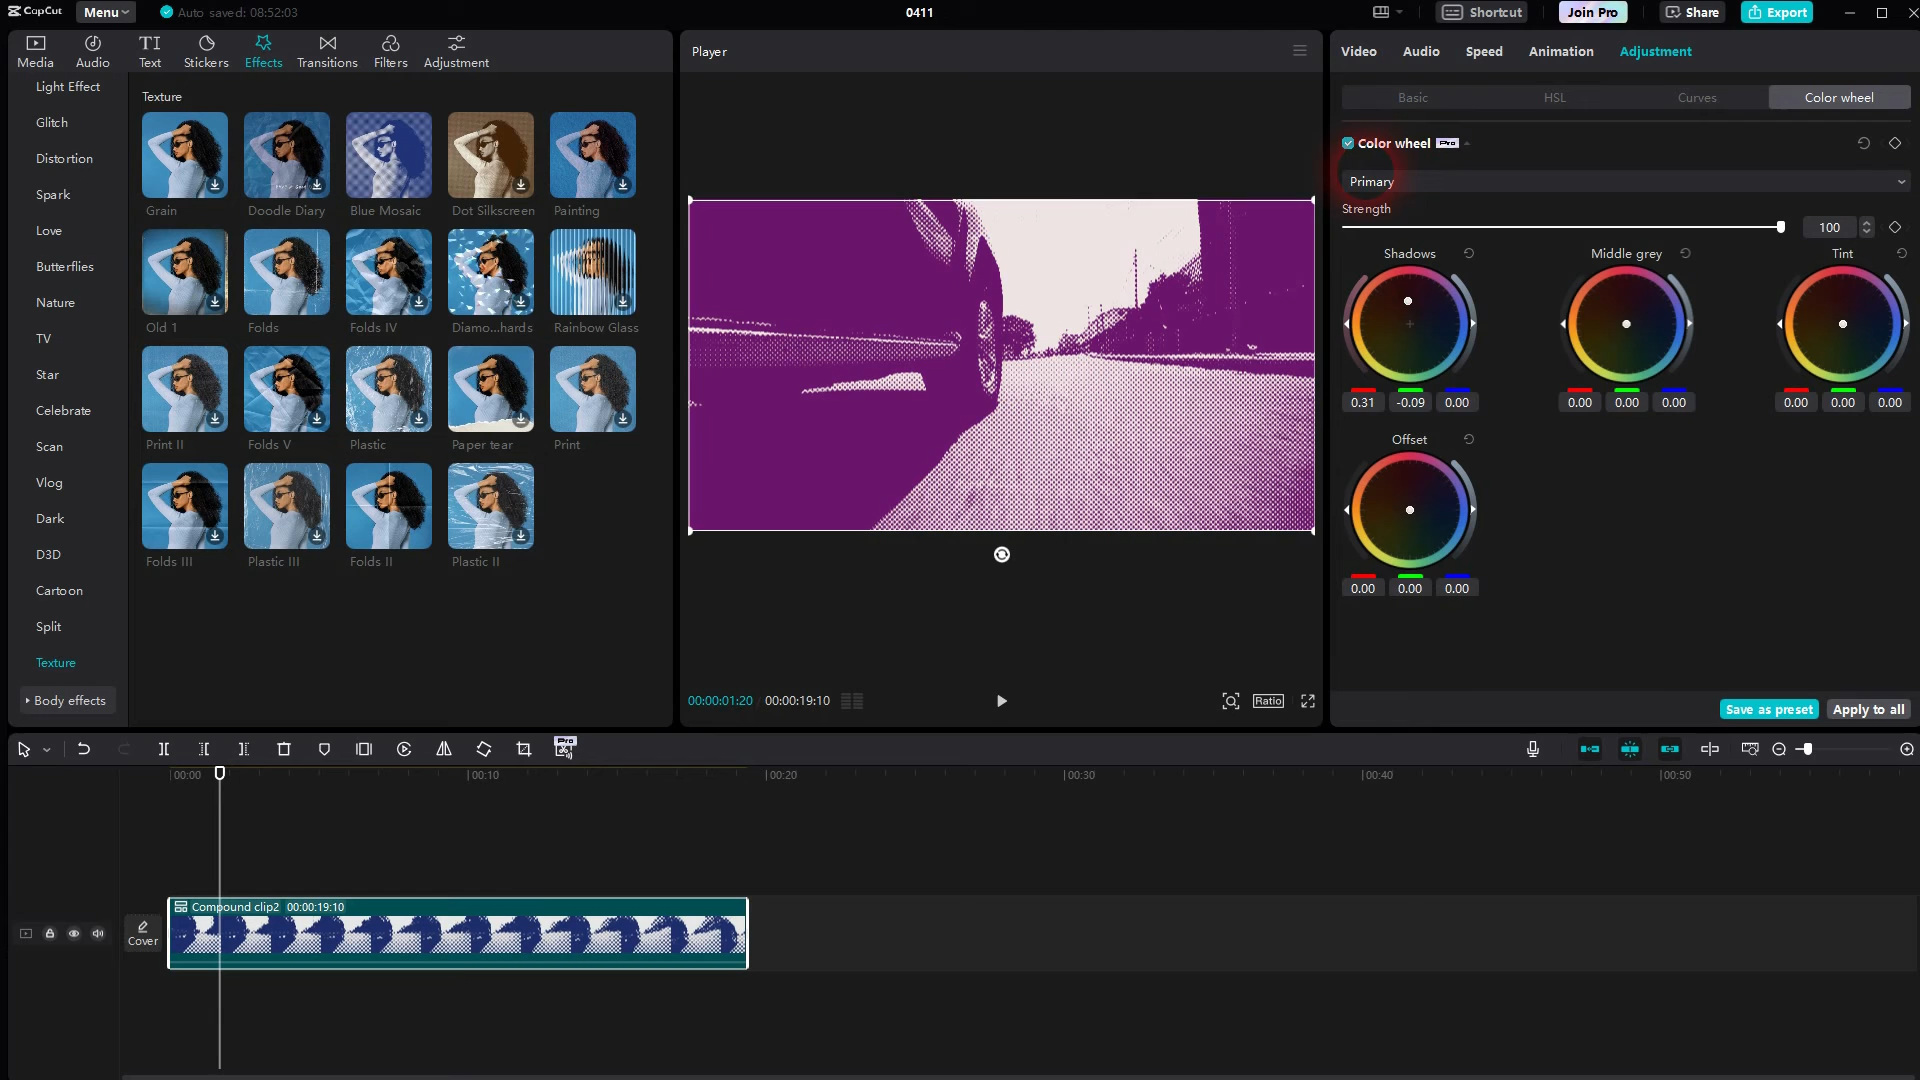 CapCut
Menu
Auto saved: 08:52:03
0411
Shortcut
Join Pro
Share
Export
Media
Audio
TI
Text
Stickers
Effects
Transitions
Filters
Adjustment
Light Effect
Glitch
Distortion
Spark
Love
Butterflies
Nature
TV
Star
Celebrate
Scan
Vlog
Dark
D3D
Cartoon
Split
Texture
Body effects
Texture
Grain
Doodle Diary
Blue Mosaic
Dot Silkscreen
Painting
Old 1
Folds
Folds IV
Diamo...hards
Rainbow Glass
Print II
Folds V
Plastic
Paper tear
Print
Folds III
Plastic III
Folds II
Plastic II
Player
00:00:01:20
00:00:19:10
Ratio
Video
Audio
Speed
Animation
Adjustment
Basic
HSL
Curves
Color wheel
Color wheel
Pro
Primary
Strength
100
Shadows
Middle grey
Tint
0.31 -0.09 0.00
0.00 0.00 0.00
0.00 0.00 0.00
Offset
0.00 0.00 0.00
Save as preset
Apply to all
Pro
00:00
00:10
00:20
00:30
00:40
00:50
Cover
Compound clip2 00:00:19:10